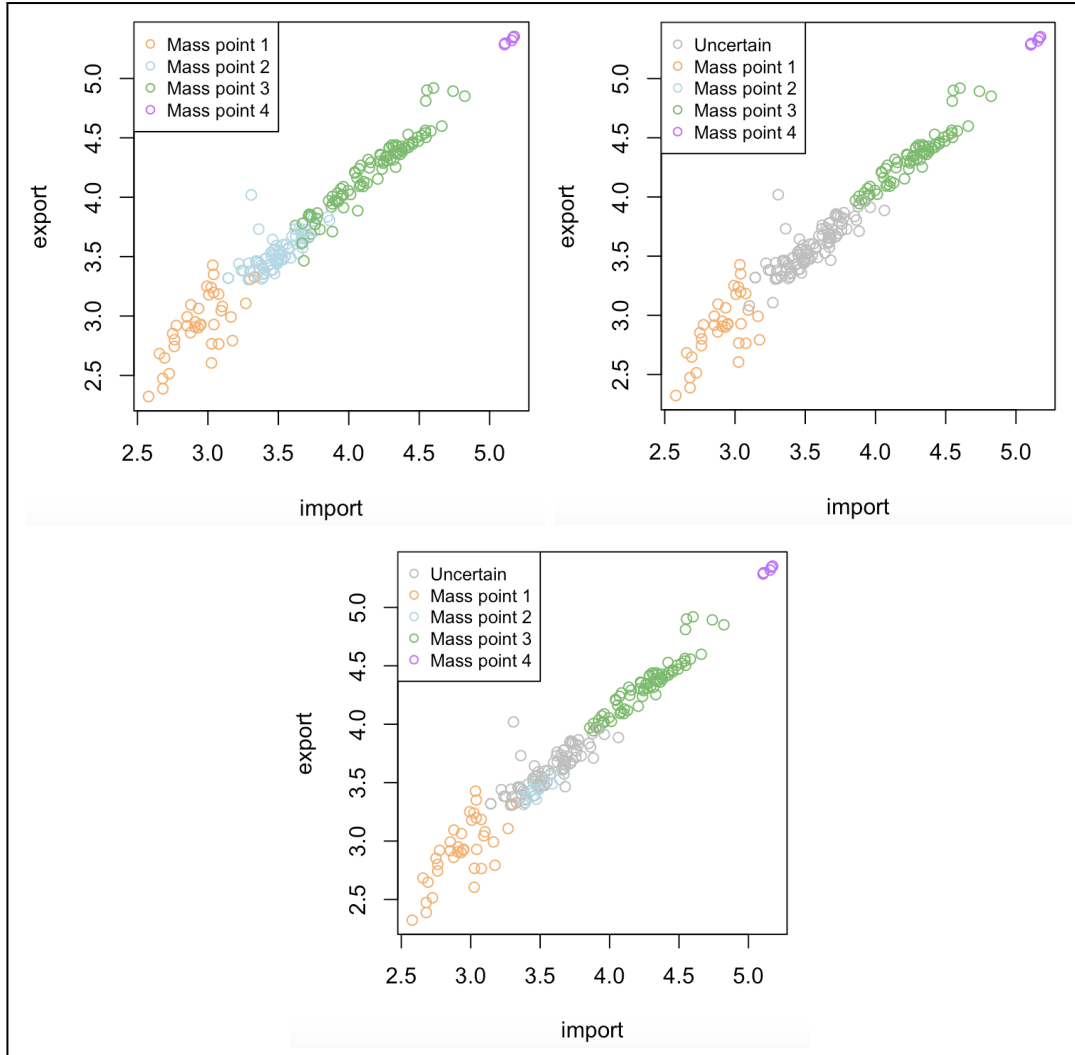 Mass point 1
Mass point 2
Mass point 3
Mass point 4
export
5.0
4.5
4.0
3.5
3.0
2.5
2.5 3.0 3.5 4.0 4.5 5.0
import
Uncertain
Mass point 1
Mass point 2
Mass point 3
Mass point 4
export
5.0
4.5
4.0
3.5
3.0
2.5
2.5 3.0 3.5 4.0 4.5 5.0
import
Uncertain
Mass point 1
Mass point 2
Mass point 3
Mass point 4
export
5.0
4.5
4.0
3.5
3.0
2.5
2.5 3.0 3.5 4.0 4.5 5.0
import